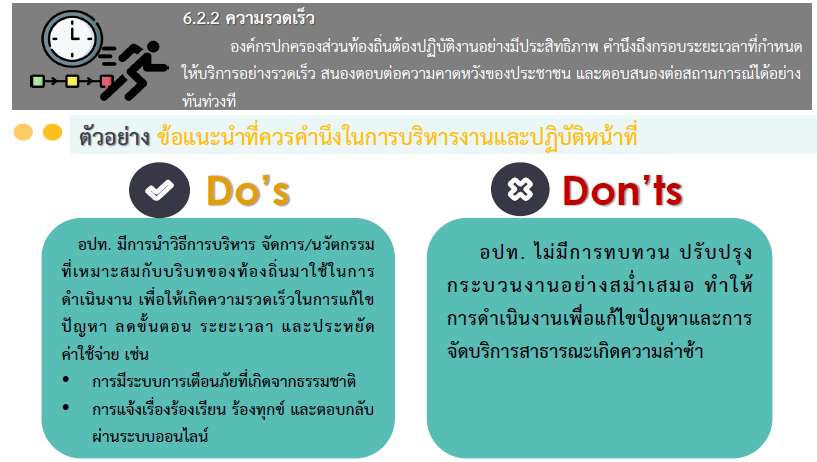 6.2.2 ความรวดเร็ว
องค์กรปกครองส่วนท้องถิ่นต้องปฏิบัติงานอย่างมีประสิทธิภาพ คำนึงถึงกรอบระยะเวลาที่กำหนด
ให้บริการอย่างรวดเร็ว สนองตอบต่อความคาดหวังของประชาชน และตอบสนองต่อสถานการณ์ได้อย่าง
ทันท่วงที
ตัวอย่าง ข้อแนะนำที่ควรคำนึงในการบริหารงานและปฏิบัติหน้าที่
Do's
อปท. มีการนำวิธีการบริหาร จัดการ/นวัตกรรม
ที่เหมาะสมกับบริบทของท้องถิ่นมาใช้ในการ
ดำเนินงาน เพื่อให้เกิดความรวดเร็วในการแก้ไข
ปัญหา ลดขั้นตอน ระยะเวลา และประหยัด
ค่าใช้จ่าย เช่น
• การมีระบบการเตือนภัยที่เกิดจากธรรมชาติ
• การแจ้งเรื่องร้องเรียน ร้องทุกข์ และตอบกลับ
ผ่านระบบออนไลน์
Don'ts
อปท. ไม่มีการทบทวน ปรับปรุง
กระบวนงานอย่างสม่ำเสมอ ทำให้
การดำเนินงานเพื่อแก้ไขปัญหาและการ
จัดบริการสาธารณะเกิดความล่าช้า